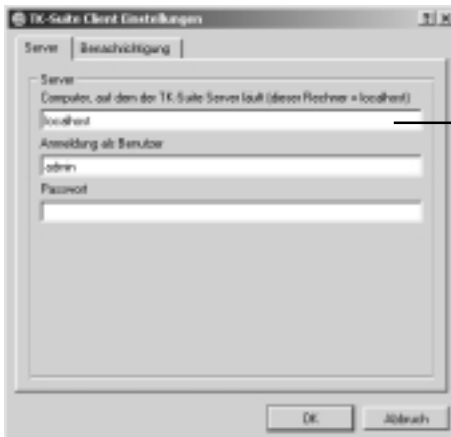 TK-Suite Client Einstellungen
Server Benachrichtigung
Server
Computer, auf dem der TK-Suite Server läuft (dieser Rechner = localhost)
localhost
Anmeldung als Benutzer
admin
Passwort
OK Abbruch